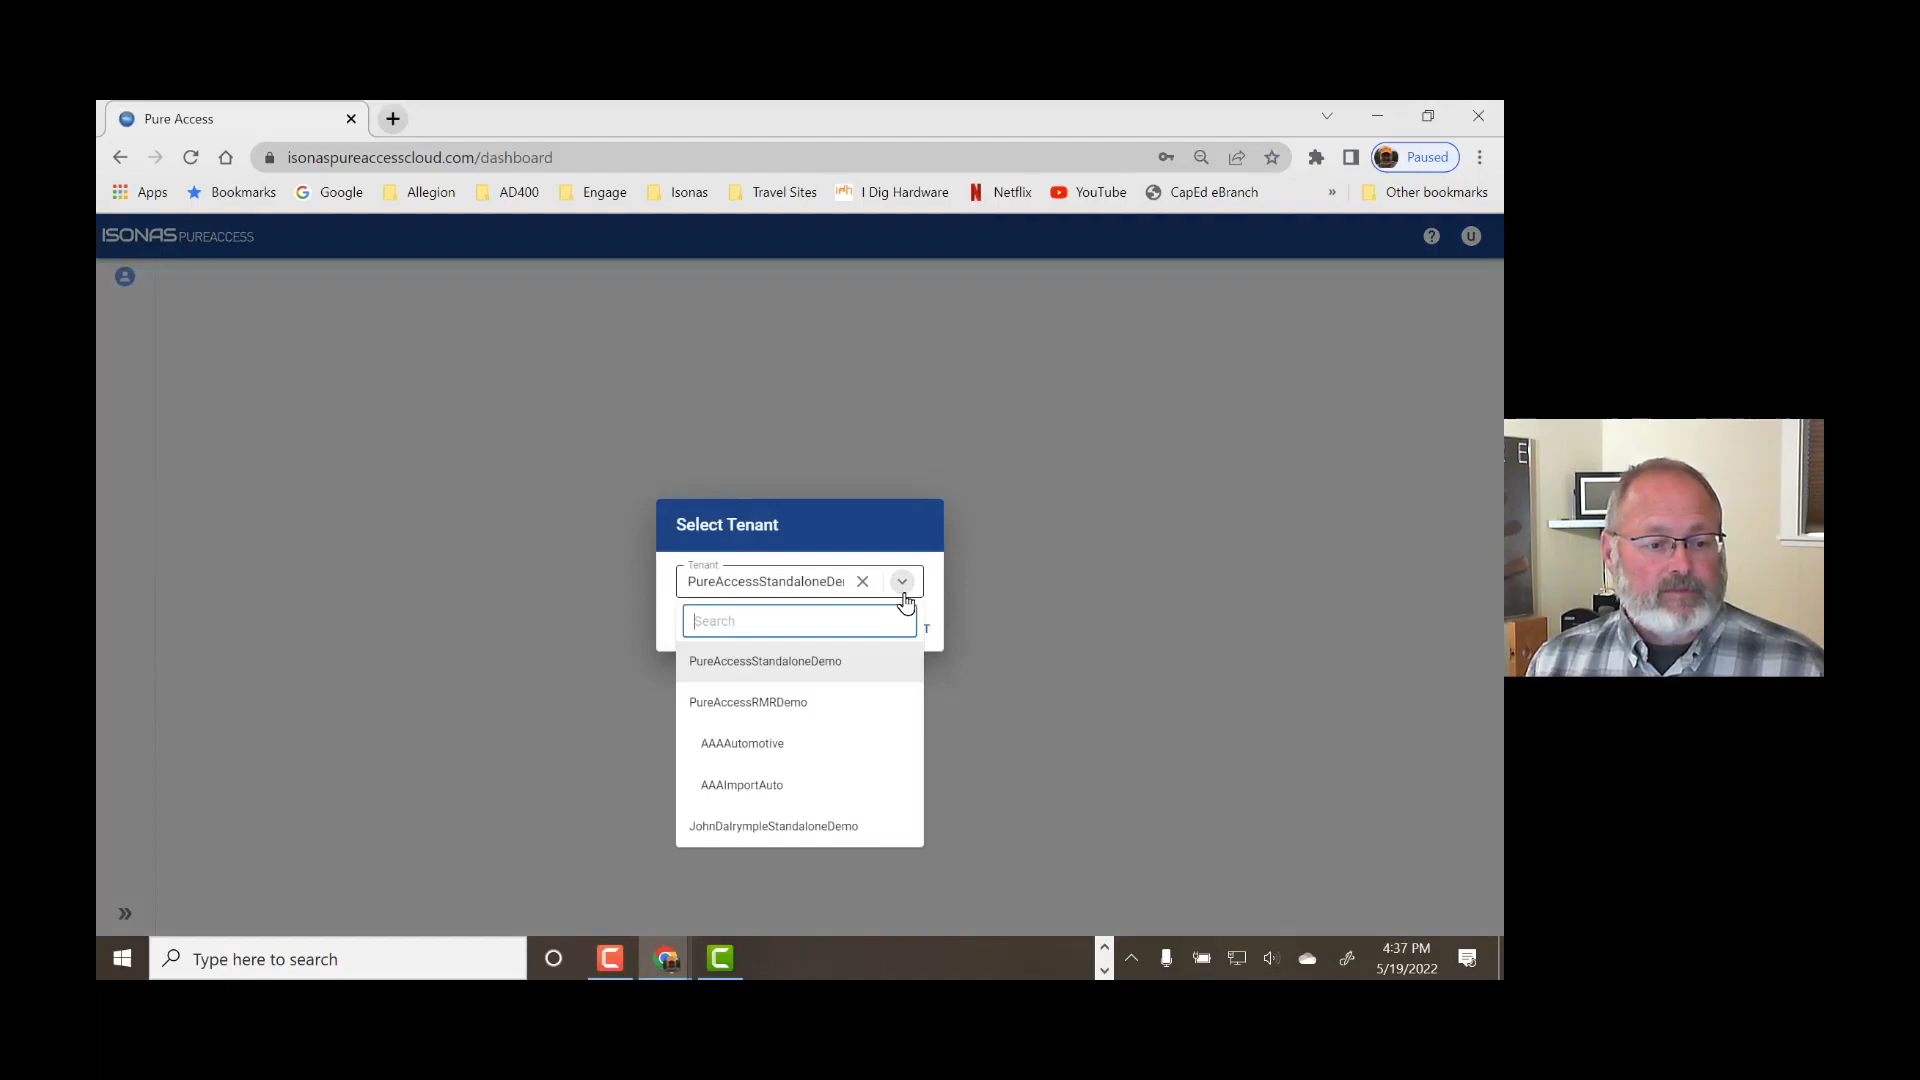 Pure Access
isonaspureaccesscloud.com/dashboard
Paused
Apps
Bookmarks
Google
Allegion
AD400
Engage
Isonas
Travel Sites
I Dig Hardware
Netflix
YouTube
CapEd eBranch
»
Other bookmarks
ISONAS PUREACCESS
?
U
Select Tenant
Tenant
PureAccessStandaloneDe
Search
T
PureAccessStandaloneDemo
PureAccessRMRDemo
AAAAutomotive
AAAImportAuto
JohnDalrympleStandaloneDemo
E
Type here to search
4:37 PM
5/19/2022